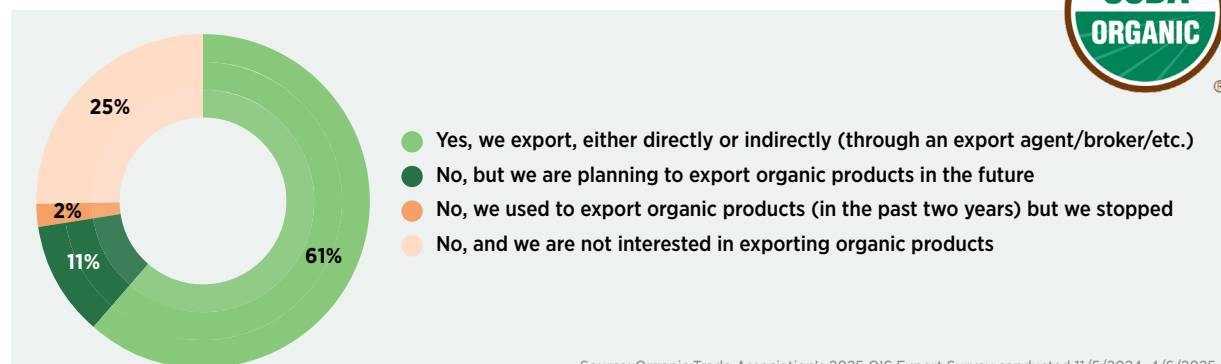 ORGANIC
®
25%
Yes, we export, either directly or indirectly (through an export agent/broker/etc.)
No, but we are planning to export organic products in the future
2%
No, we used to export organic products (in the past two years) but we stopped
11%
61%
No, and we are not interested in exporting organic products